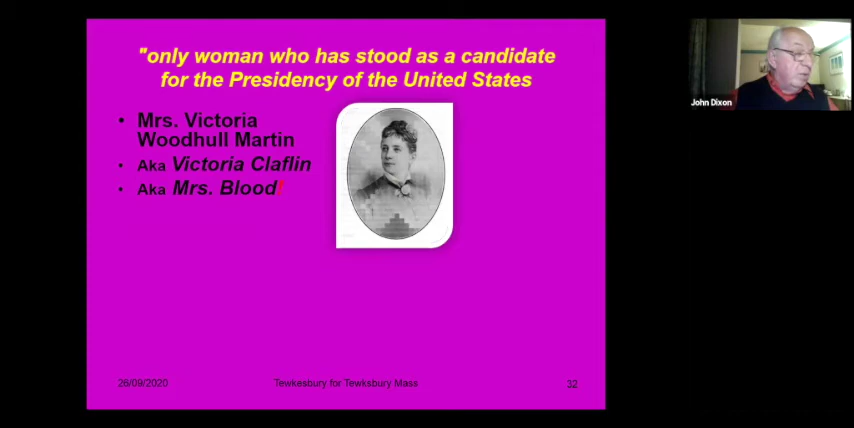 "only woman who has stood as a candidate
for the Presidency of the United States
• Mrs. Victoria
Woodhull Martin
• Aka Victoria Claflin
• Aka Mrs. Blood!
26/09/2020
Tewkesbury for Tewksbury Mass
32
John Dixon